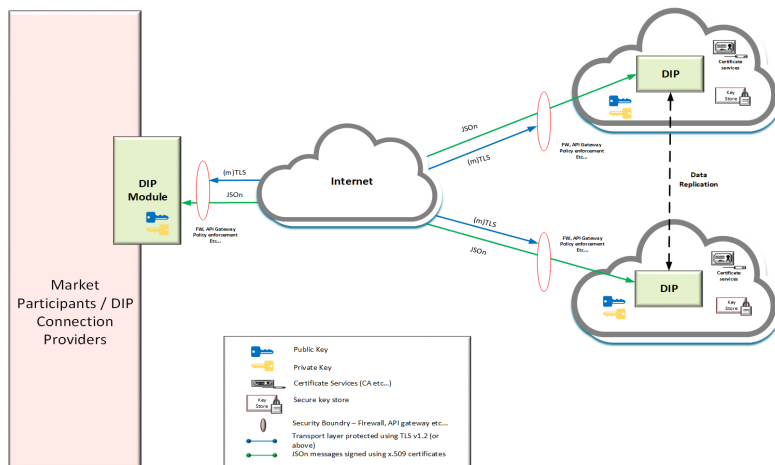 DIP
Certificate
services
Key
Store
JSOn
(m)TLS
FW, API Gateway
Policy enforcement
Etc...
Data
Replication
Internet
(m)TLS
JSOn
DIP
Module
FW, API Gateway
Policy enforcement
Etc...
(m)TLS
JSOn
FW, API Gateway
Policy enforcement
Etc...
DIP
Certificate
services
Key
Store
Market
Participants / DIP
Connection
Providers
Public Key
Private Key
Certificate Services (CA etc...)
Key
Store
Secure key store
Security Boundry – Firewall, API gateway etc...
Transport layer protected using TLS v1.2 (or
above)
JSOn messages signed using x.509 certificates